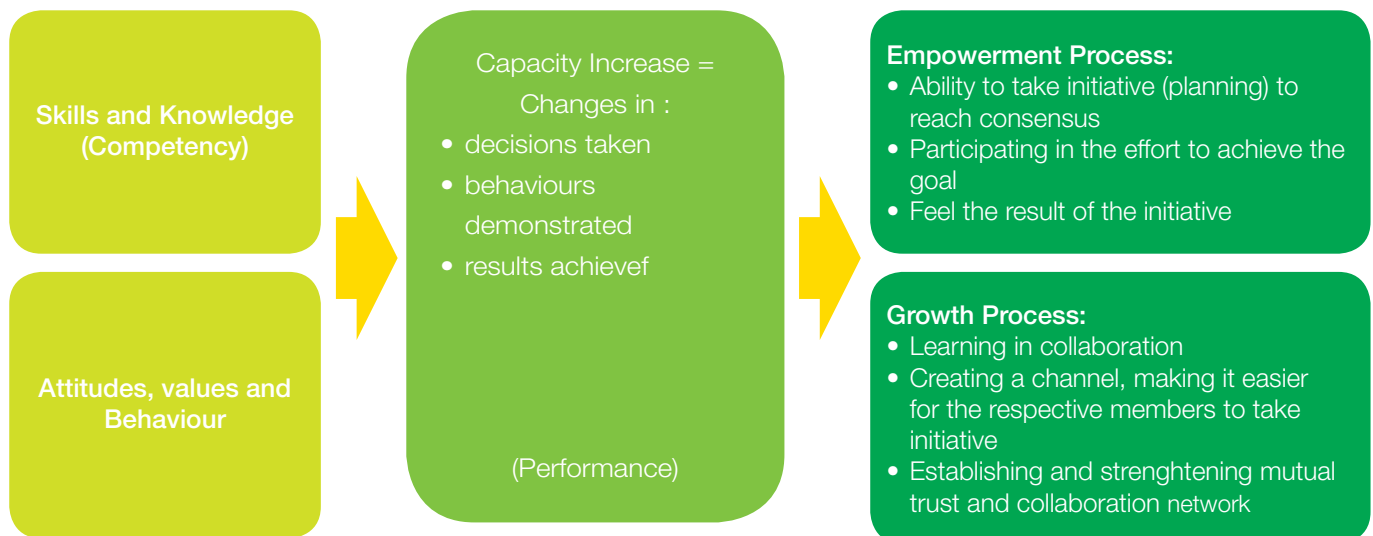 Skills and Knowledge
(Competency)
Attitudes, values and
Behaviour
Capacity Increase =
Changes in :
• decisions taken
• behaviours
demonstrated
• results achievef
(Performance)
Empowerment Process:
• Ability to take initiative (planning) to
reach consensus
• Participating in the effort to achieve the
goal
• Feel the result of the initiative
Growth Process:
• Learning in collaboration
• Creating a channel, making it easier
for the respective members to take
initiative
• Establishing and strenghtening mutual
trust and collaboration network